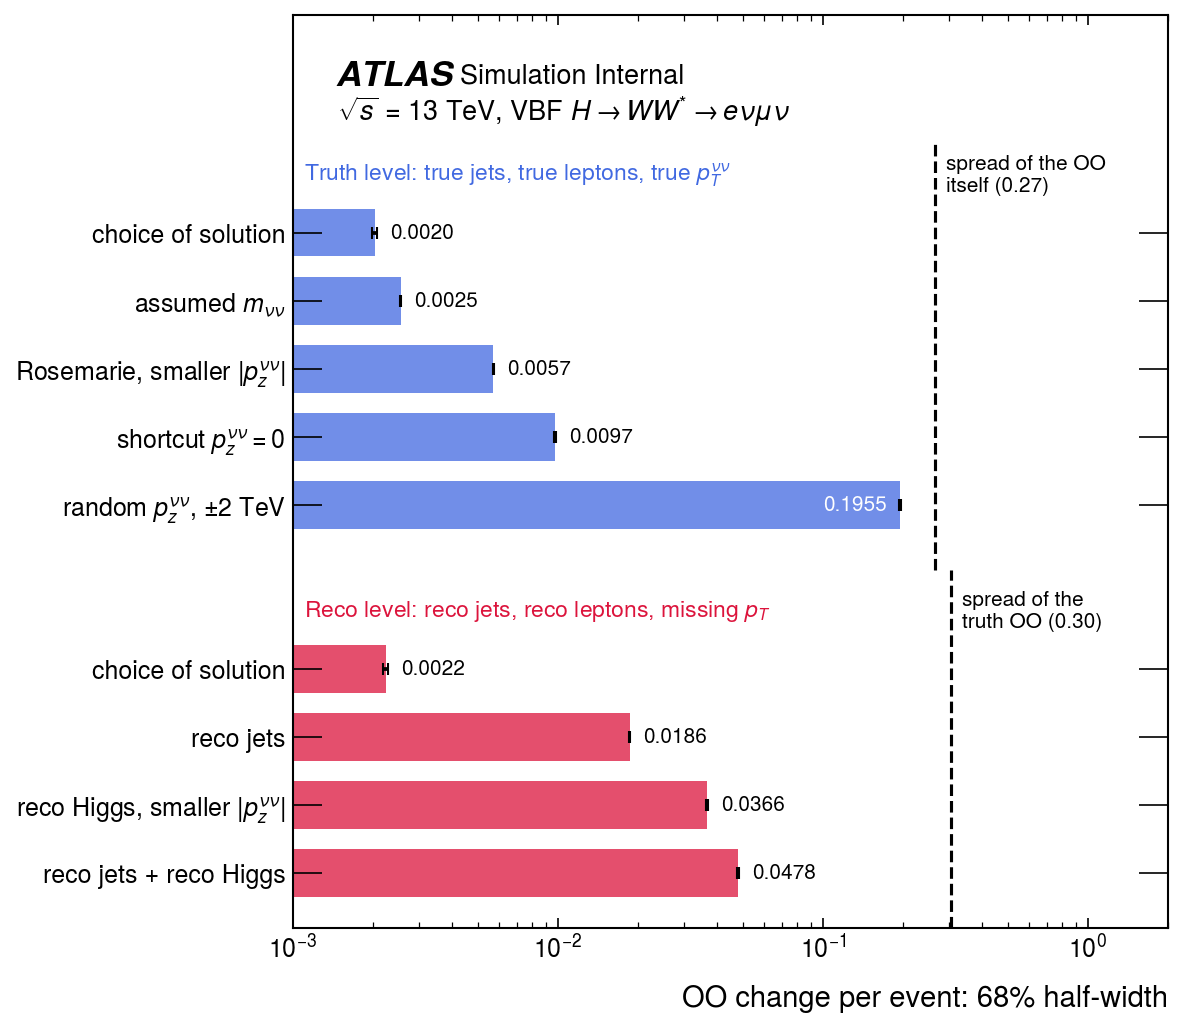 ATLAS Simulation Internal
√s = 13 TeV, VBF H → WW* → eνμν
Truth level: true jets, true leptons, true p_T^νν
spread of the OO
itself (0.27)
choice of solution 0.0020
assumed m_νν 0.0025
Rosemarie, smaller |p_z^νν| 0.0057
shortcut p_z^νν = 0 0.0097
random p_z^νν, ±2 TeV 0.1955
Reco level: reco jets, reco leptons, missing p_T
spread of the
truth OO (0.30)
choice of solution 0.0022
reco jets 0.0186
reco Higgs, smaller |p_z^νν| 0.0366
reco jets + reco Higgs 0.0478
10⁻³ 10⁻² 10⁻¹ 10⁰
OO change per event: 68% half-width